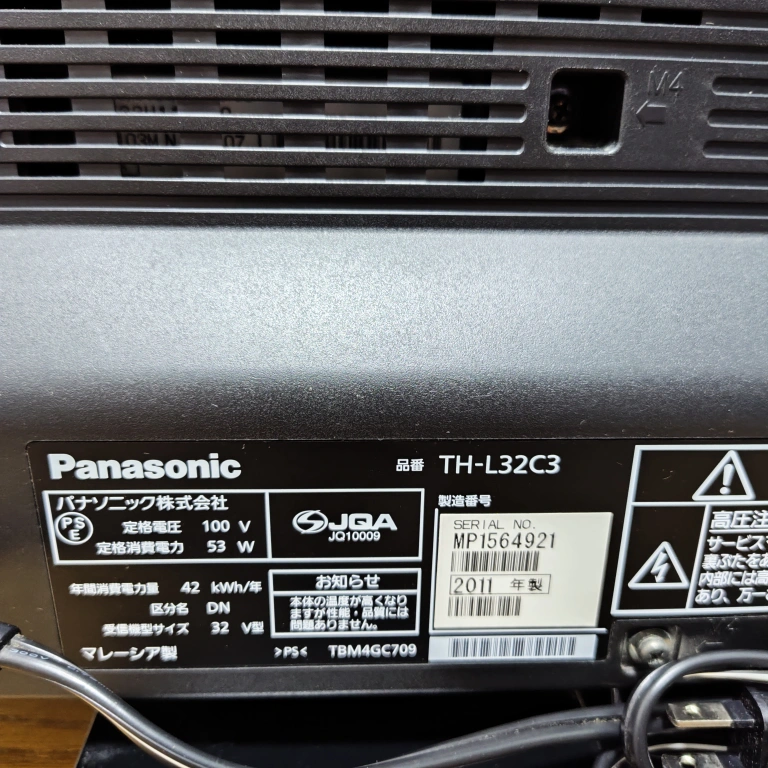 M4
Panasonic
品番 TH-L32C3
パナソニック株式会社
PSE
定格電圧 100 V
定格消費電力 53 W
JQA
JQ10009
製造番号
SERIAL NO.
MP1564921
2011 年製
年間消費電力量 42 kWh/年
区分名 DN
受信機型サイズ 32 V型
マレーシア製
お知らせ
本体の温度が高くなり
ますが性能・品質には
問題ありません。
>PS< TBM4GC709
高圧注
サービスマ
裏ぶたをあ
内部には高
あり、万一